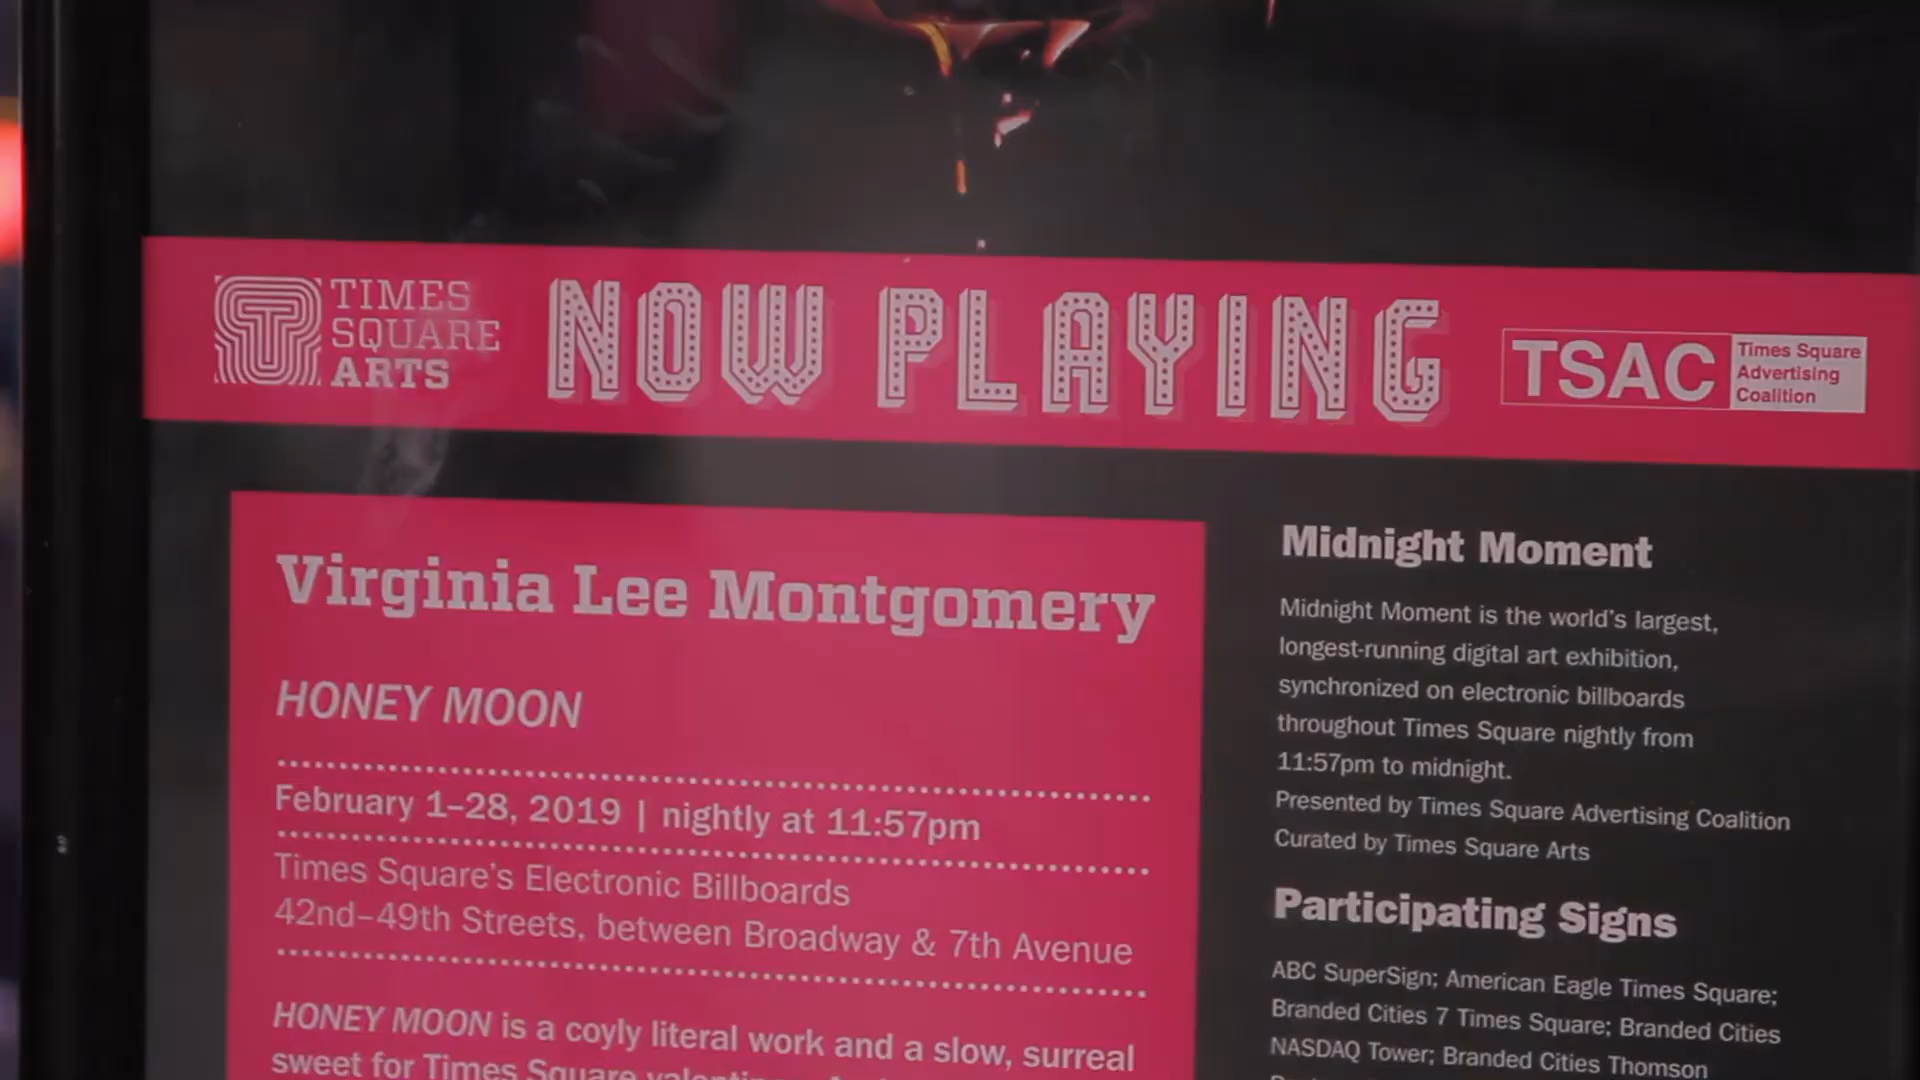 TIMES
SQUARE
ARTS
NOW PLAYING
TSAC
Times Square
Advertising
Coalition
Virginia Lee Montgomery
HONEY MOON
February 1–28, 2019 | nightly at 11:57pm
Times Square's Electronic Billboards
42nd–49th Streets, between Broadway & 7th Avenue
HONEY MOON is a coyly literal work and a slow, surreal
sweet for Times Square
Midnight Moment
Midnight Moment is the world's largest,
longest-running digital art exhibition,
synchronized on electronic billboards
throughout Times Square nightly from
11:57pm to midnight.
Presented by Times Square Advertising Coalition
Curated by Times Square Arts
Participating Signs
ABC SuperSign; American Eagle Times Square;
Branded Cities 7 Times Square; Branded Cities
NASDAQ Tower; Branded Cities Thomson